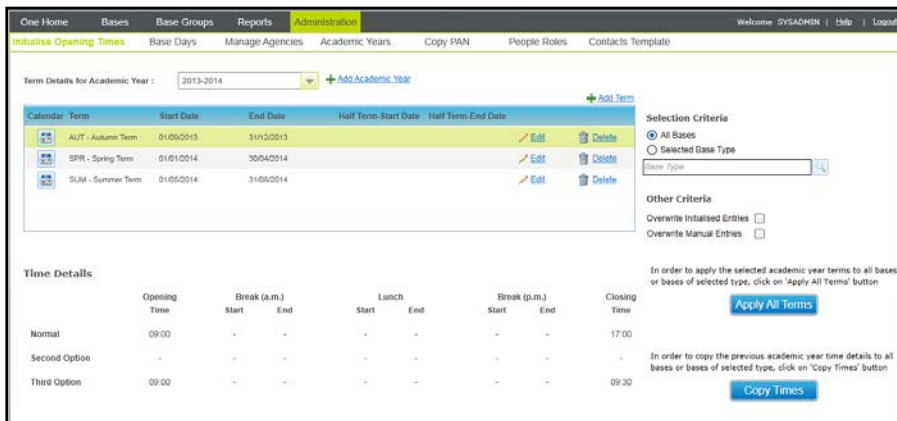 One Home Bases Base Groups Reports Administration Welcome SYSADMIN | Help | Logout
Initialise Opening Times Base Days Manage Agencies Academic Years Copy PAN People Roles Contacts Template
Term Details for Academic Year : 2013-2014 Add Academic Year
Add Term
Calendar Term Start Date End Date Half Term-Start Date Half Term-End Date
AUT - Autumn Term 01/09/2013 31/12/2013 Edit Delete
SPR - Spring Term 01/01/2014 30/04/2014 Edit Delete
SUM - Summer Term 01/05/2014 31/08/2014 Edit Delete
Selection Criteria
All Bases
Selected Base Type
Base Type
Other Criteria
Overwrite Initialised Entries
Overwrite Manual Entries
Time Details
Opening Break (a.m.) Lunch Break (p.m.) Closing
Time Start End Start End Start End Time
Normal 09:00 - - - - - - 17:00
Second Option - - - - - - - -
Third Option 09:00 - - - - - - 09:30
In order to apply the selected academic year terms to all bases
or bases of selected type, click on 'Apply All Terms' button
Apply All Terms
In order to copy the previous academic year time details to all
bases or bases of selected type, click on 'Copy Times' button
Copy Times